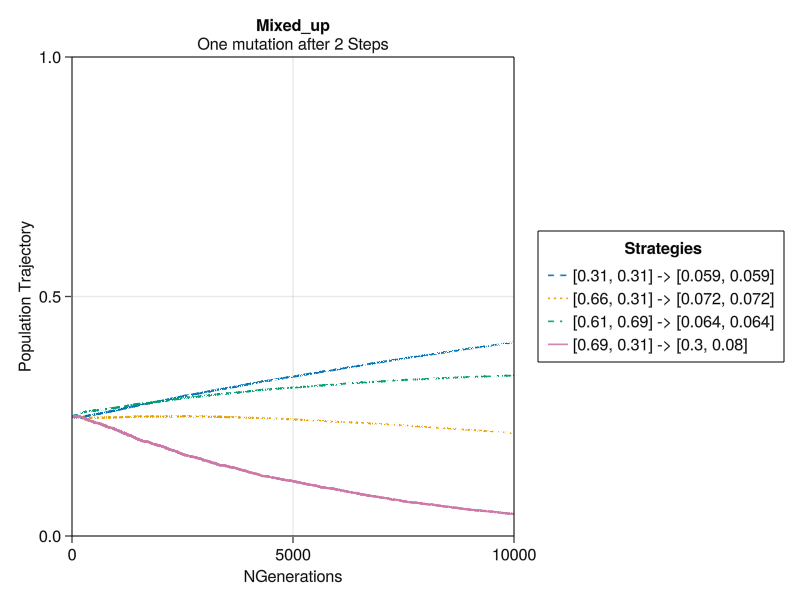 Mixed_up
One mutation after 2 Steps
1.0
0.5
0.0
Population Trajectory
0
5000
10000
NGenerations
Strategies
[0.31, 0.31] -> [0.059, 0.059]
[0.66, 0.31] -> [0.072, 0.072]
[0.61, 0.69] -> [0.064, 0.064]
[0.69, 0.31] -> [0.3, 0.08]